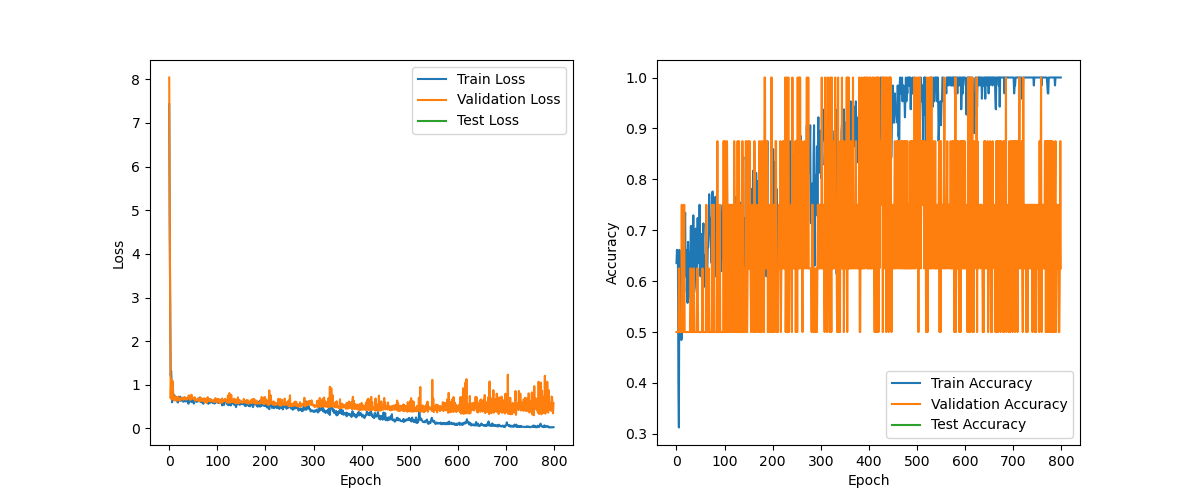 8
7
6
5
4
3
2
1
0
Loss
0 100 200 300 400 500 600 700 800
Epoch
Train Loss
Validation Loss
Test Loss
1.0
0.9
0.8
0.7
0.6
0.5
0.4
0.3
Accuracy
0 100 200 300 400 500 600 700 800
Epoch
Train Accuracy
Validation Accuracy
Test Accuracy